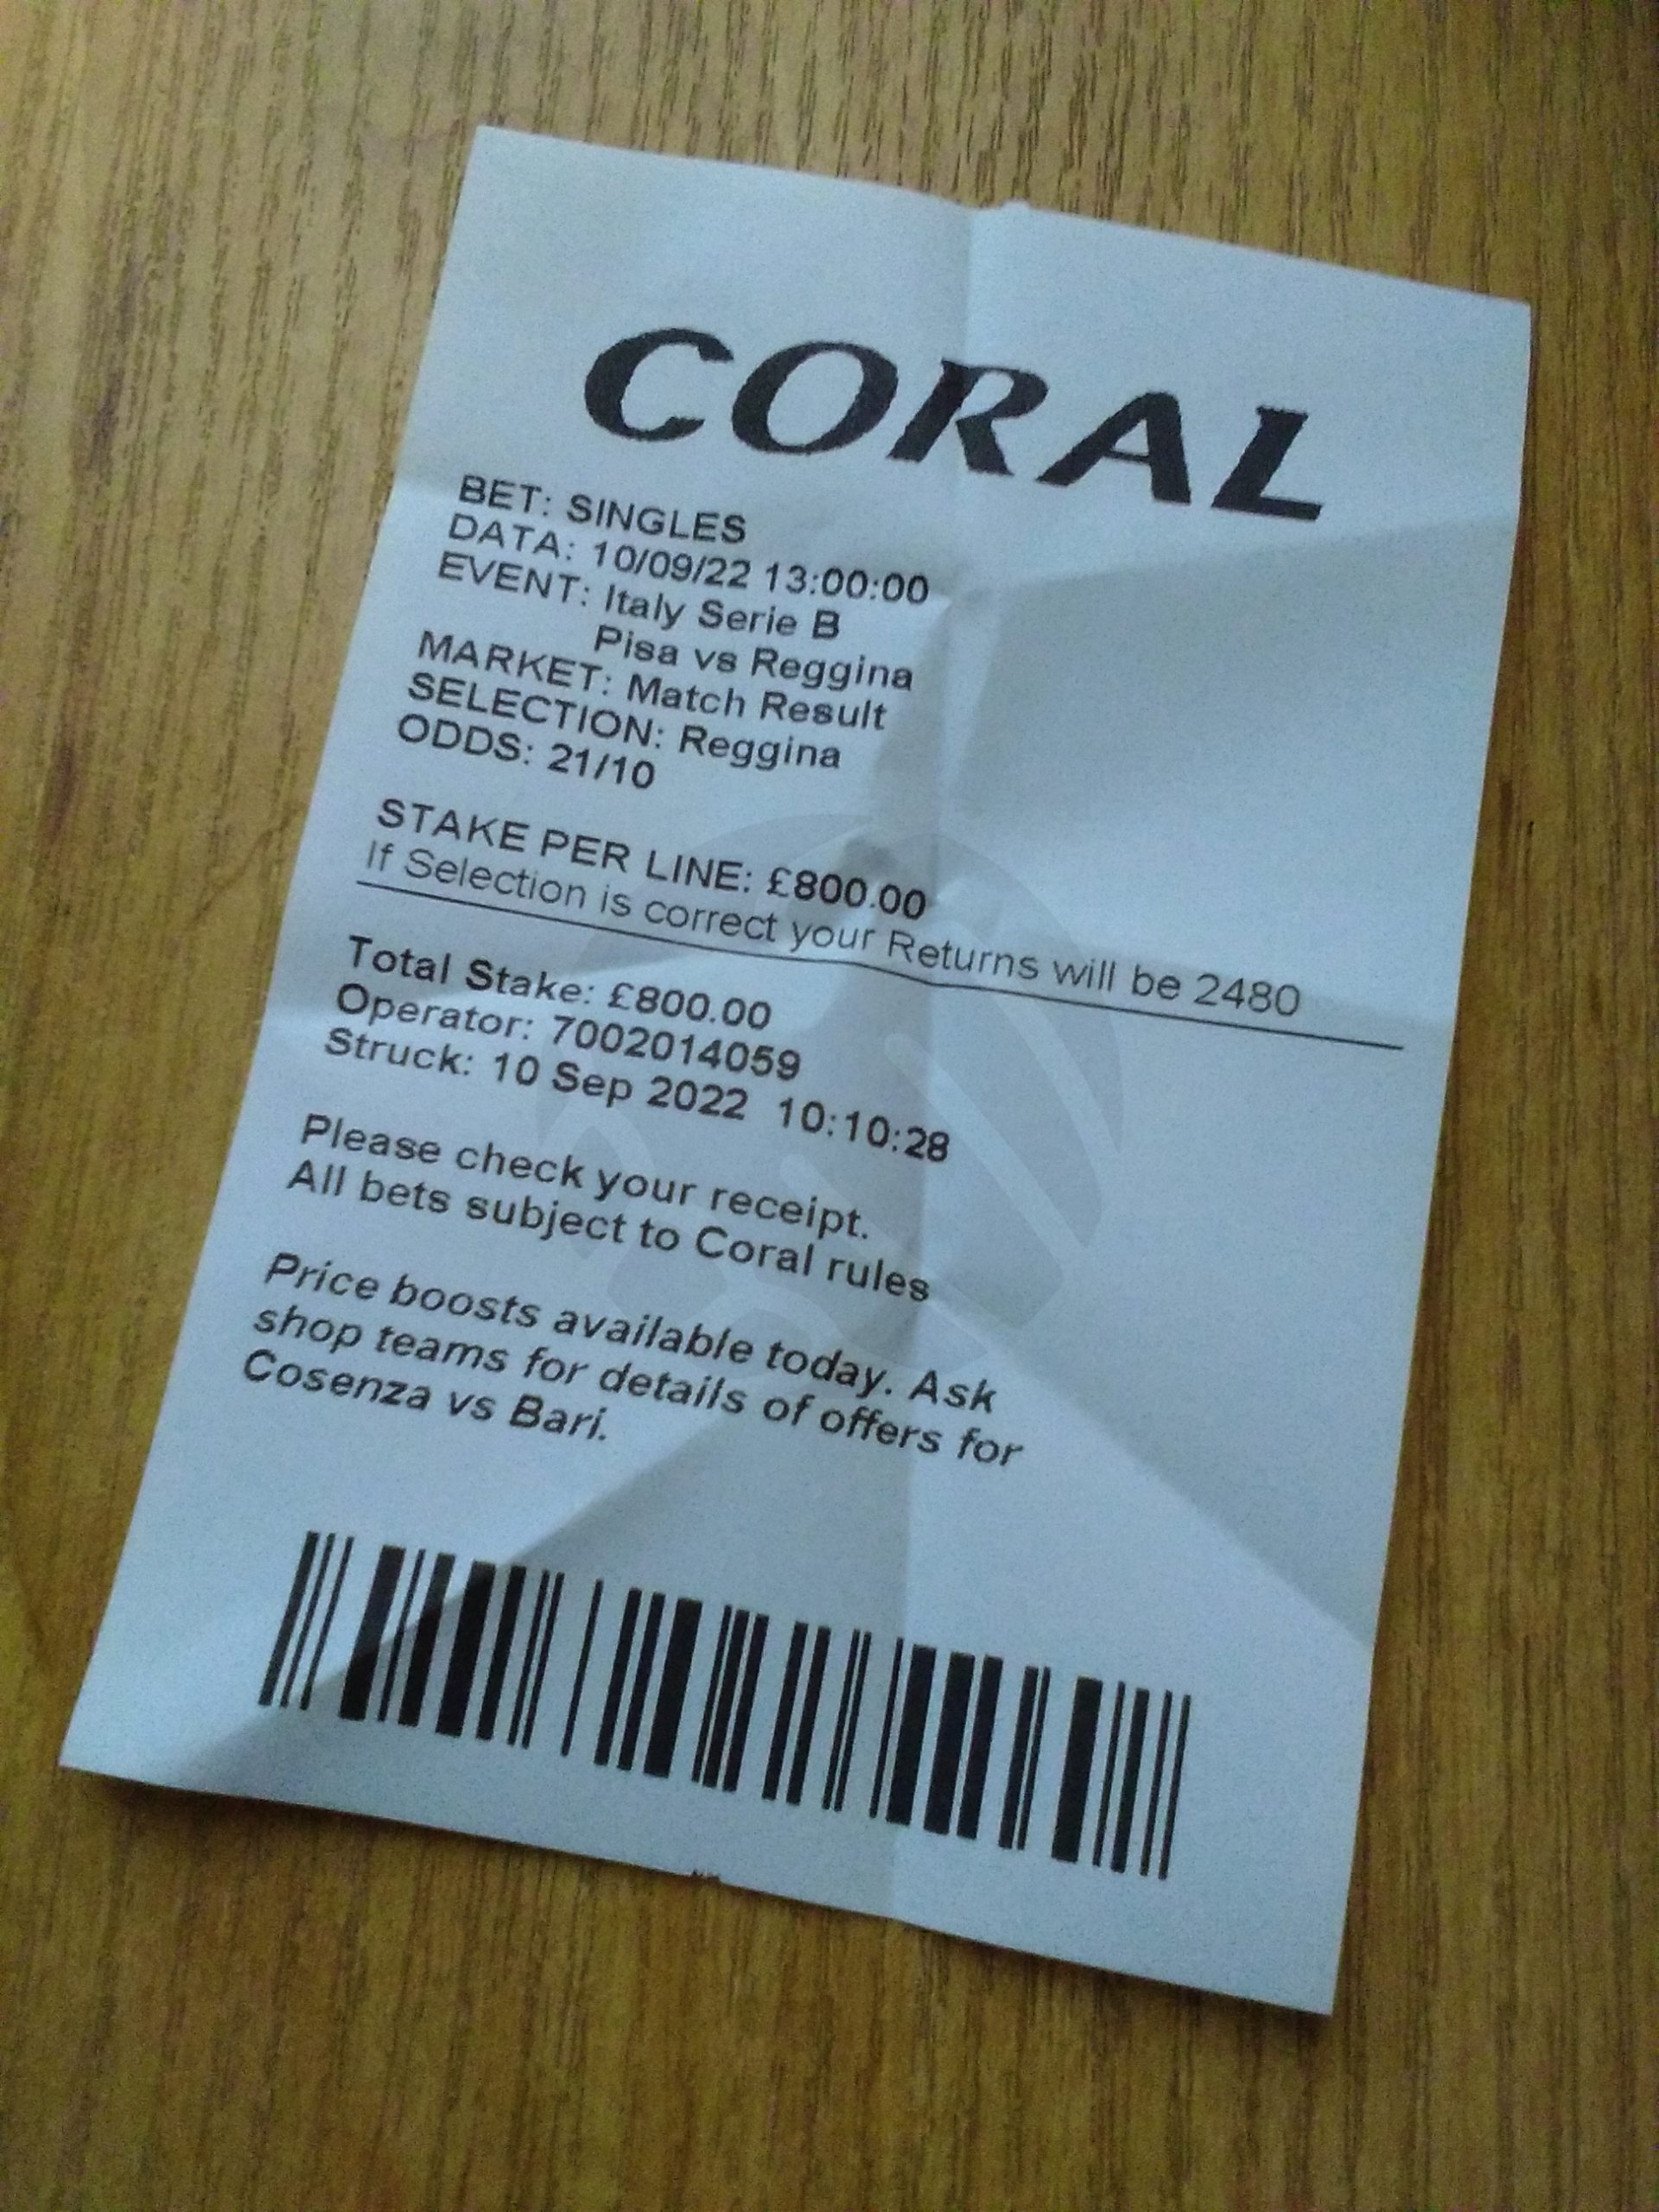 CORAL
BET: SINGLES
DATA: 10/09/22 13:00:00
EVENT: Italy Serie B
Pisa vs Reggina
MARKET: Match Result
SELECTION: Reggina
ODDS: 21/10
STAKE PER LINE: £800.00
If Selection is correct your Returns will be 2480
Total Stake: £800.00
Operator: 7002014059
Struck: 10 Sep 2022 10:10:28
Please check your receipt.
All bets subject to Coral rules
Price boosts available today. Ask
shop teams for details of offers for
Cosenza vs Bari.